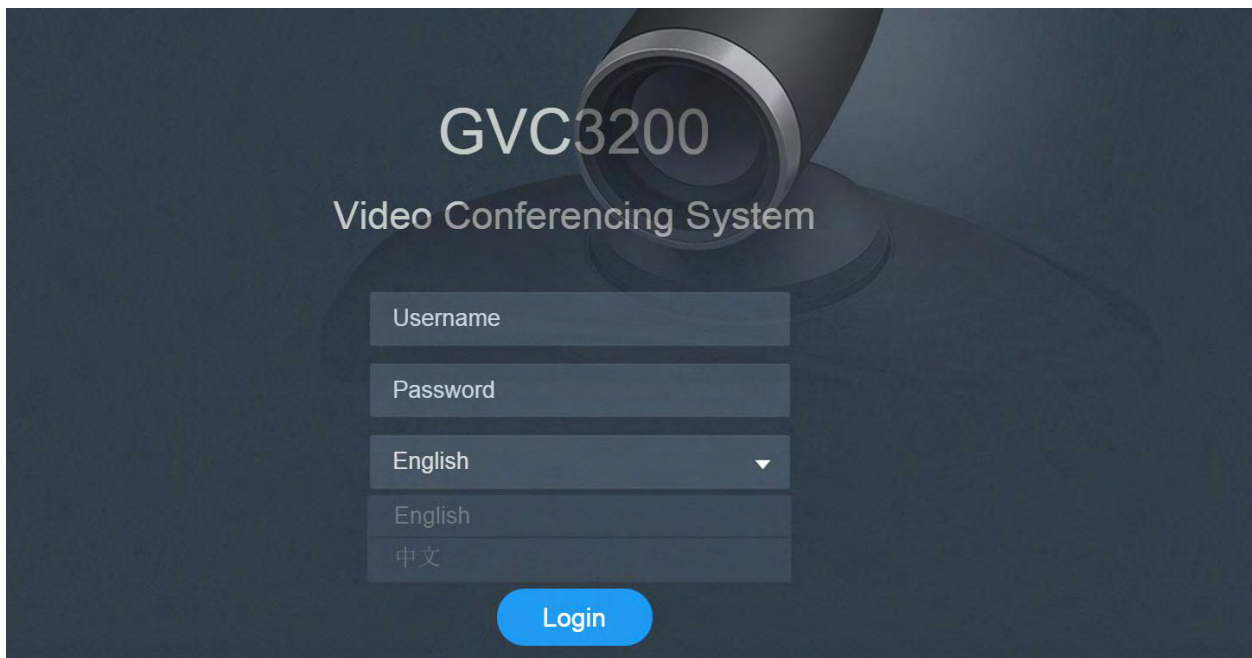 GVC3200
Video Conferencing System
Username
Password
English
English
中文
Login